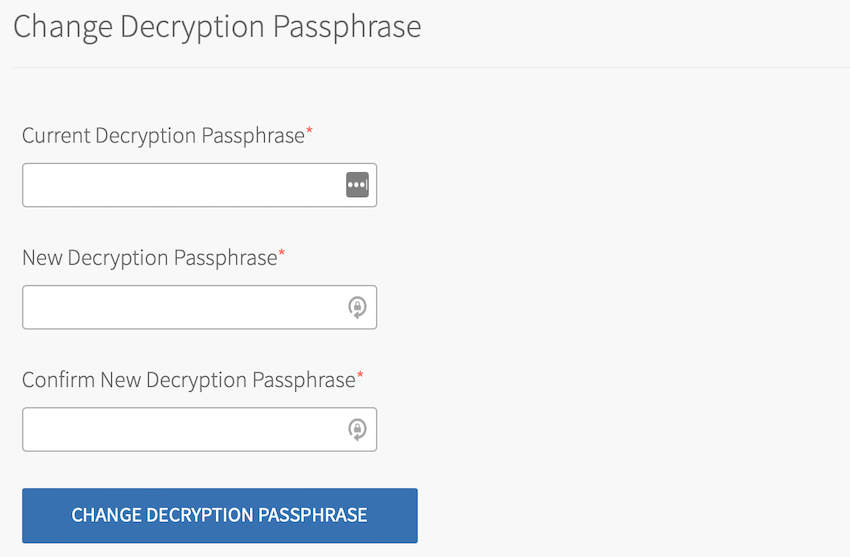 Change Decryption Passphrase
Current Decryption Passphrase*
New Decryption Passphrase*
Confirm New Decryption Passphrase*
CHANGE DECRYPTION PASSPHRASE